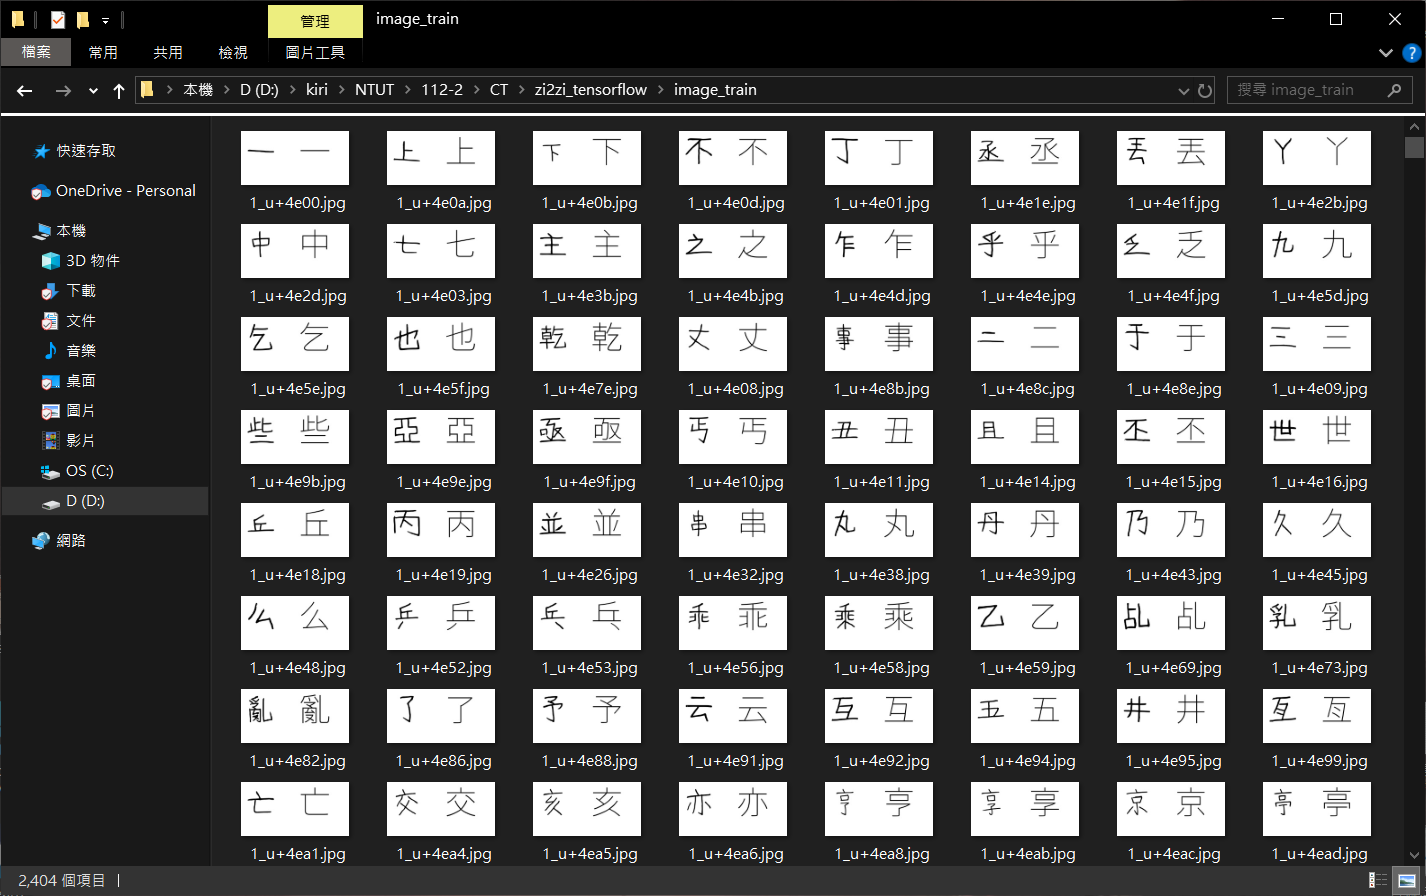 管理 image_train
檔案 常用 共用 檢視 圖片工具
本機 D (D:) kiri NTUT 112-2 CT zi2zi_tensorflow image_train 搜尋 image_train
快速存取
OneDrive - Personal
本機
3D 物件
下載
文件
音樂
桌面
圖片
影片
OS (C:)
D (D:)
網路
一 一 上 上 下 下 不 不 丁 丁 丞 丞 丟 丟 丫 丫
1_u+4e00.jpg 1_u+4e0a.jpg 1_u+4e0b.jpg 1_u+4e0d.jpg 1_u+4e01.jpg 1_u+4e1e.jpg 1_u+4e1f.jpg 1_u+4e2b.jpg
中 中 七 七 主 主 之 之 乍 乍 乎 乎 乏 乏 九 九
1_u+4e2d.jpg 1_u+4e03.jpg 1_u+4e3b.jpg 1_u+4e4b.jpg 1_u+4e4d.jpg 1_u+4e4e.jpg 1_u+4e4f.jpg 1_u+4e5d.jpg
乞 乞 也 也 乾 乾 丈 丈 事 事 二 二 于 于 三 三
1_u+4e5e.jpg 1_u+4e5f.jpg 1_u+4e7e.jpg 1_u+4e08.jpg 1_u+4e8b.jpg 1_u+4e8c.jpg 1_u+4e8e.jpg 1_u+4e09.jpg
些 些 亞 亞 亟 亟 丐 丐 丑 丑 且 且 丕 丕 世 世
1_u+4e9b.jpg 1_u+4e9e.jpg 1_u+4e9f.jpg 1_u+4e10.jpg 1_u+4e11.jpg 1_u+4e14.jpg 1_u+4e15.jpg 1_u+4e16.jpg
丘 丘 丙 丙 並 並 串 串 丸 丸 丹 丹 乃 乃 久 久
1_u+4e18.jpg 1_u+4e19.jpg 1_u+4e26.jpg 1_u+4e32.jpg 1_u+4e38.jpg 1_u+4e39.jpg 1_u+4e43.jpg 1_u+4e45.jpg
么 么 乒 乒 乓 乓 乖 乖 乘 乘 乙 乙 乩 乩 乳 乳
1_u+4e48.jpg 1_u+4e52.jpg 1_u+4e53.jpg 1_u+4e56.jpg 1_u+4e58.jpg 1_u+4e59.jpg 1_u+4e69.jpg 1_u+4e73.jpg
亂 亂 了 了 予 予 云 云 互 互 五 五 井 井 亙 亙
1_u+4e82.jpg 1_u+4e86.jpg 1_u+4e88.jpg 1_u+4e91.jpg 1_u+4e92.jpg 1_u+4e94.jpg 1_u+4e95.jpg 1_u+4e99.jpg
亡 亡 交 交 亥 亥 亦 亦 亨 亨 享 享 京 京 亭 亭
1_u+4ea1.jpg 1_u+4ea4.jpg 1_u+4ea5.jpg 1_u+4ea6.jpg 1_u+4ea8.jpg 1_u+4eab.jpg 1_u+4eac.jpg 1_u+4ead.jpg
2,404 個項目